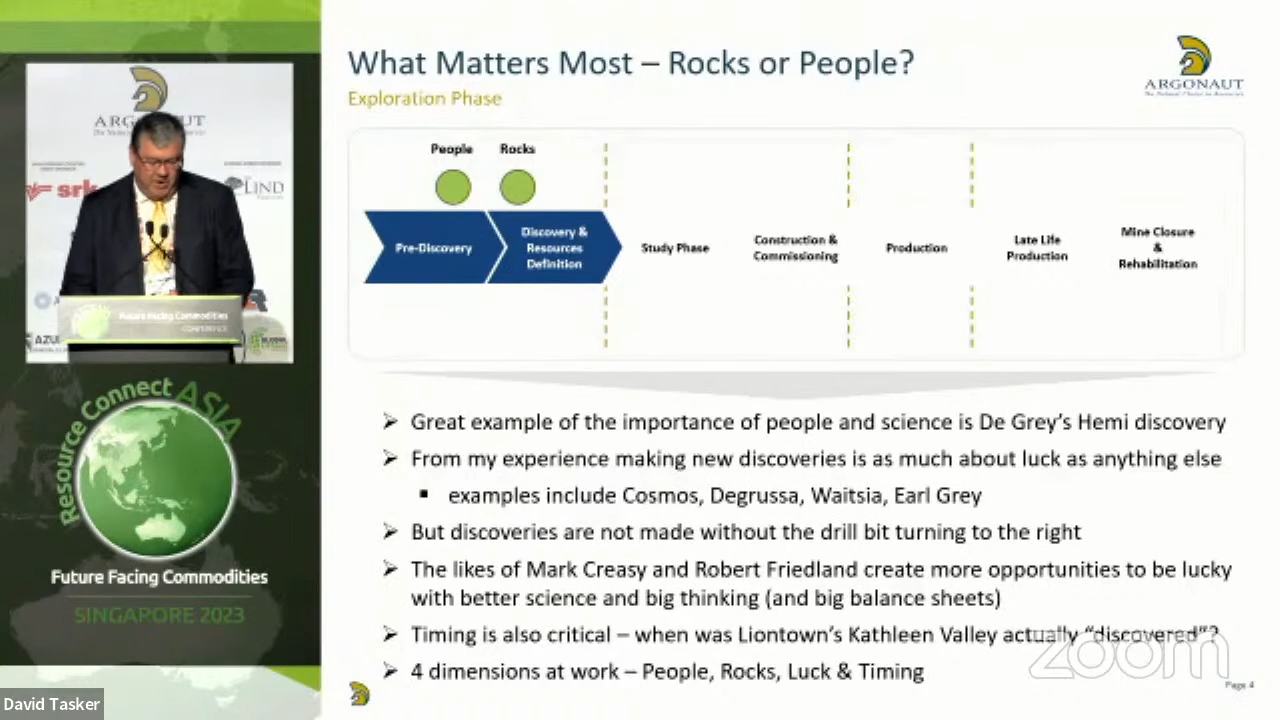 What Matters Most – Rocks or People?
Exploration Phase
ARGONAUT
People
Rocks
Pre-Discovery
Discovery &
Resources
Definition
Study Phase
Construction &
Commissioning
Production
Late Life
Production
Mine Closure
&
Rehabilitation
➢ Great example of the importance of people and science is De Grey's Hemi discovery
➢ From my experience making new discoveries is as much about luck as anything else
▪ examples include Cosmos, Degrussa, Waitsia, Earl Grey
➢ But discoveries are not made without the drill bit turning to the right
➢ The likes of Mark Creasy and Robert Friedland create more opportunities to be lucky
with better science and big thinking (and big balance sheets)
➢ Timing is also critical – when was Liontown's Kathleen Valley actually “discovered”?
➢ 4 dimensions at work – People, Rocks, Luck & Timing
zoom
Page 4
ARGONAUT
srk
LIND
Future Facing Commodities
CONFERENCE
Resource Connect ASIA
Future Facing Commodities
SINGAPORE 2023
David Tasker